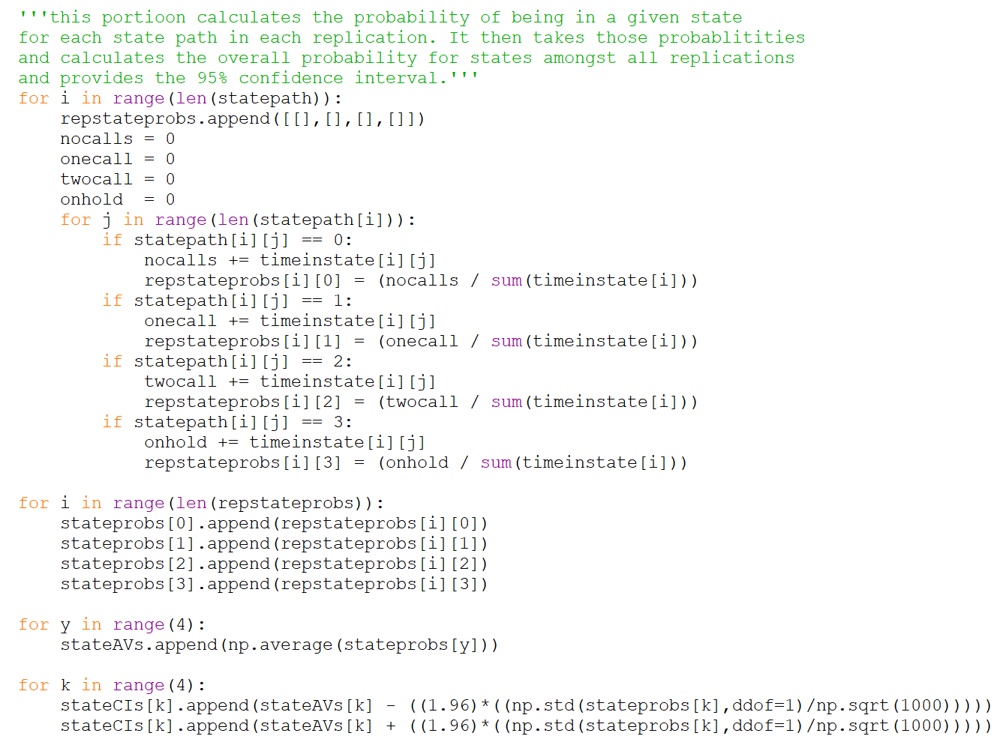 '''this portioon calculates the probability of being in a given state
for each state path in each replication. It then takes those probablitities
and calculates the overall probability for states amongst all replications
and provides the 95% confidence interval.'''
for i in range(len(statepath)):
    repstateprobs.append([[],[],[],[]])
    nocalls = 0
    onecall = 0
    twocall = 0
    onhold  = 0
    for j in range(len(statepath[i])):
        if statepath[i][j] == 0:
            nocalls += timeinstate[i][j]
            repstateprobs[i][0] = (nocalls / sum(timeinstate[i]))
        if statepath[i][j] == 1:
            onecall += timeinstate[i][j]
            repstateprobs[i][1] = (onecall / sum(timeinstate[i]))
        if statepath[i][j] == 2:
            twocall += timeinstate[i][j]
            repstateprobs[i][2] = (twocall / sum(timeinstate[i]))
        if statepath[i][j] == 3:
            onhold += timeinstate[i][j]
            repstateprobs[i][3] = (onhold / sum(timeinstate[i]))

for i in range(len(repstateprobs)):
    stateprobs[0].append(repstateprobs[i][0])
    stateprobs[1].append(repstateprobs[i][1])
    stateprobs[2].append(repstateprobs[i][2])
    stateprobs[3].append(repstateprobs[i][3])

for y in range(4):
    stateAVs.append(np.average(stateprobs[y]))

for k in range(4):
    stateCIs[k].append(stateAVs[k] - ((1.96)*((np.std(stateprobs[k],ddof=1)/np.sqrt(1000)))))
    stateCIs[k].append(stateAVs[k] + ((1.96)*((np.std(stateprobs[k],ddof=1)/np.sqrt(1000)))))